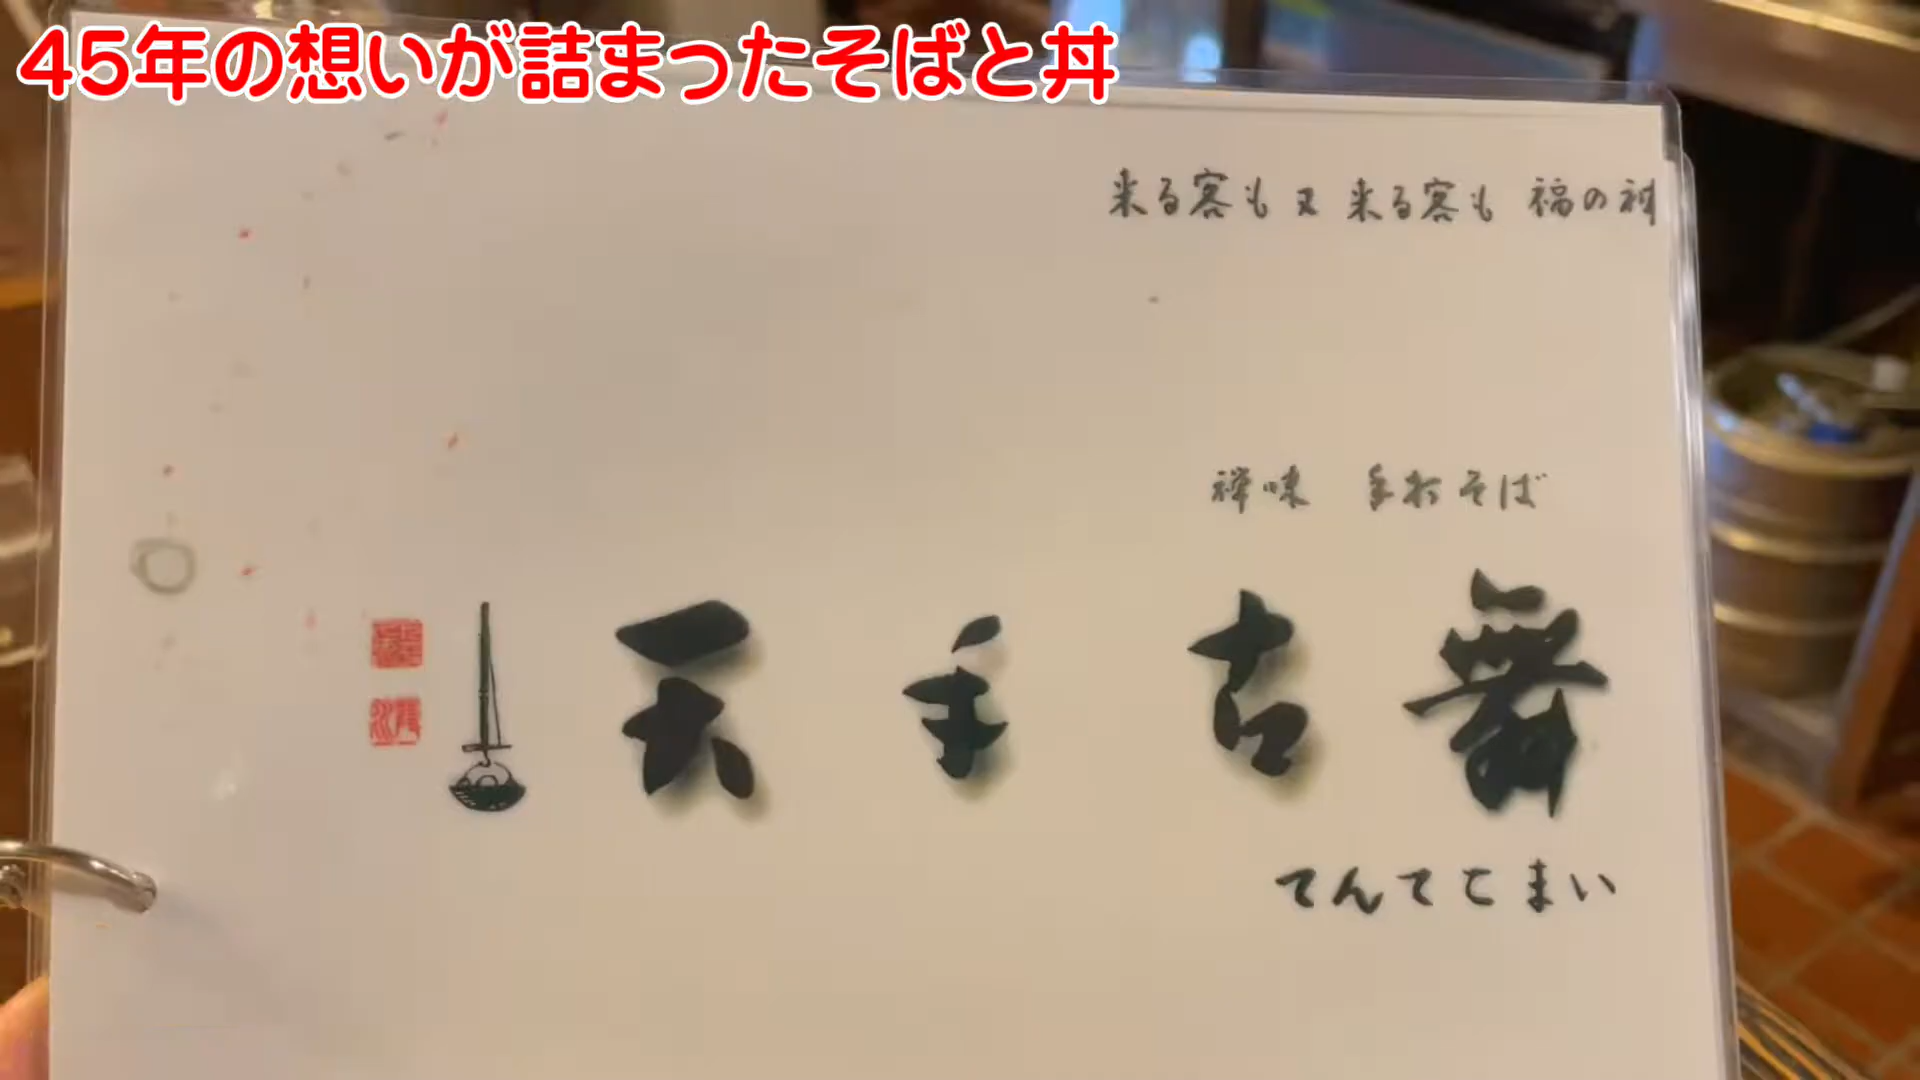 45年の想いが詰まったそばと丼
来る客も又来る客も 福の神
禅味 手打そば
天手古舞
てんてこまい